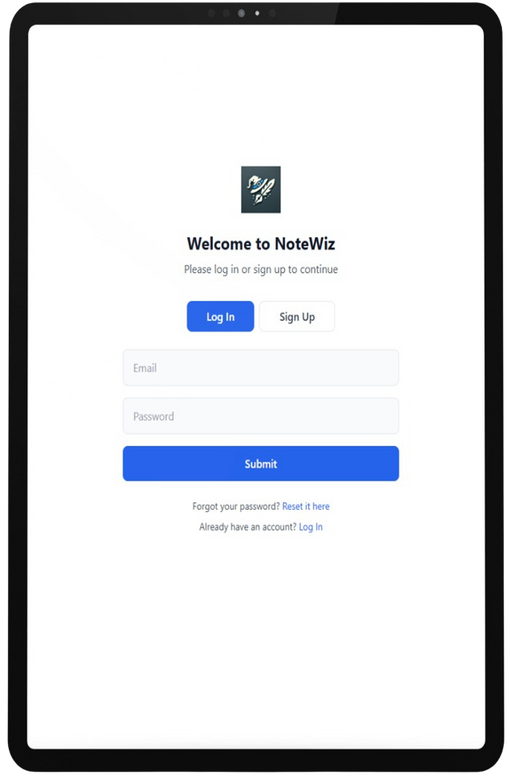 Welcome to NoteWiz
Please log in or sign up to continue
Log In Sign Up
Email
Password
Submit
Forgot your password? Reset it here
Already have an account? Log In